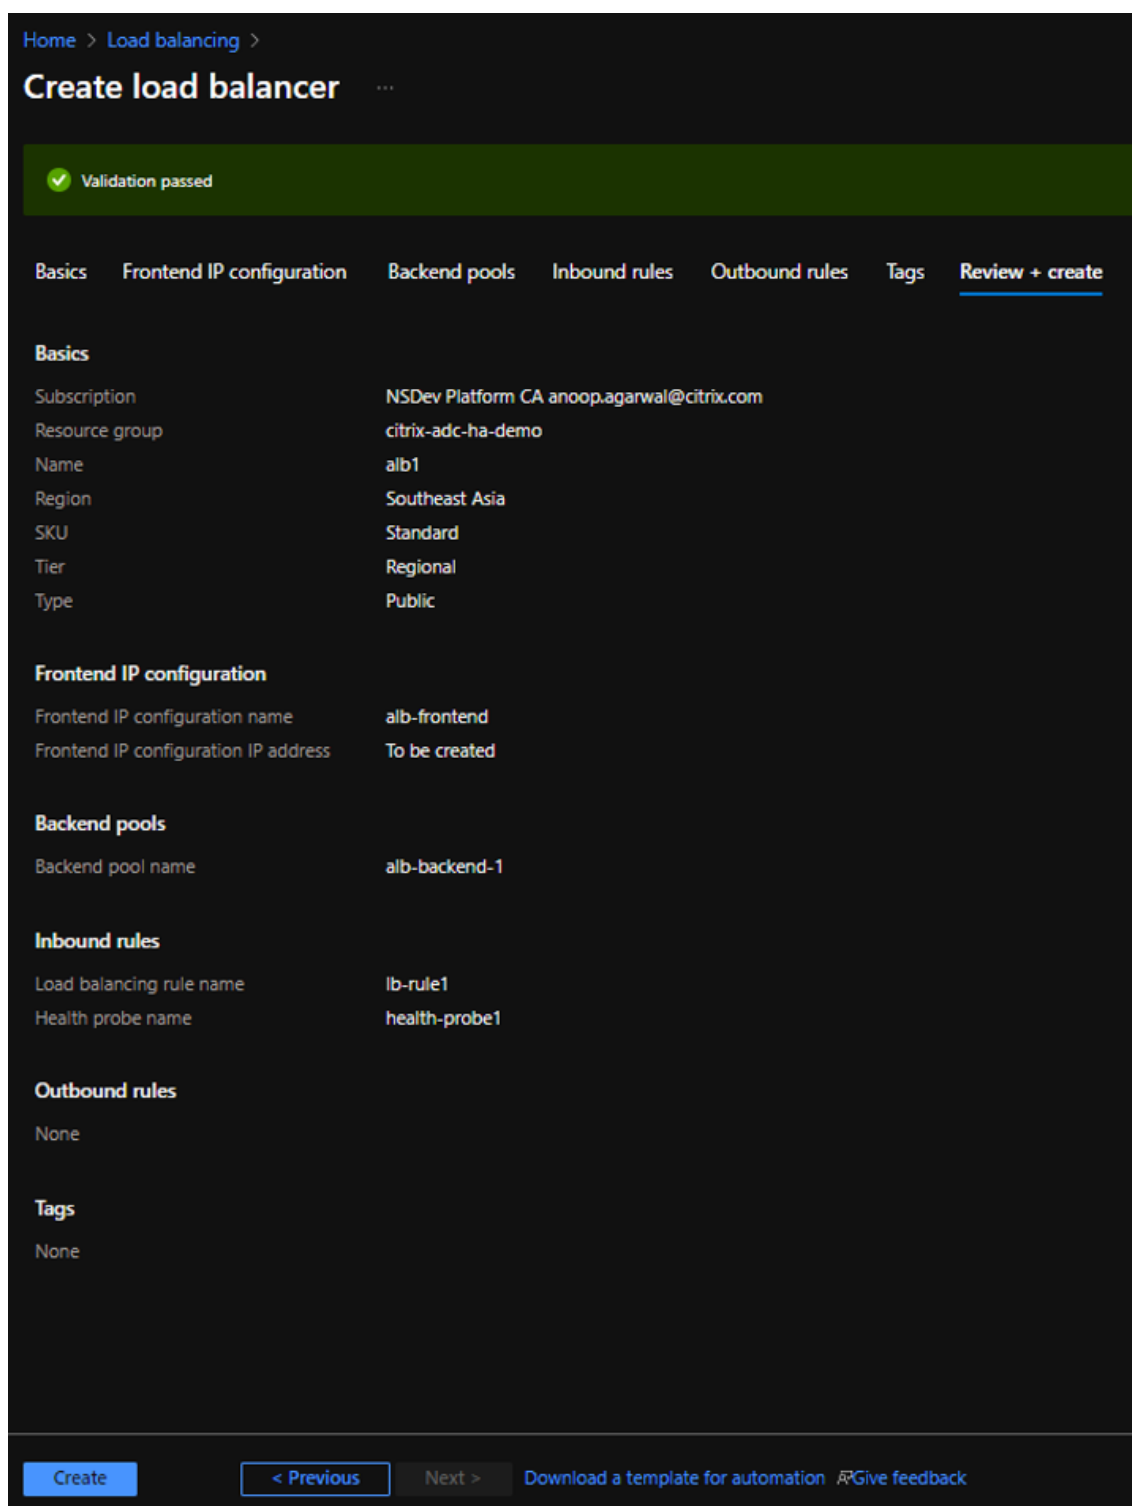 Home > Load balancing >
Create load balancer ...
Validation passed
Basics Frontend IP configuration Backend pools Inbound rules Outbound rules Tags Review + create
Basics
Subscription NSDev Platform CA anoop.agarwal@citrix.com
Resource group citrix-adc-ha-demo
Name alb1
Region Southeast Asia
SKU Standard
Tier Regional
Type Public
Frontend IP configuration
Frontend IP configuration name alb-frontend
Frontend IP configuration IP address To be created
Backend pools
Backend pool name alb-backend-1
Inbound rules
Load balancing rule name lb-rule1
Health probe name health-probe1
Outbound rules
None
Tags
None
Create < Previous Next > Download a template for automation Give feedback